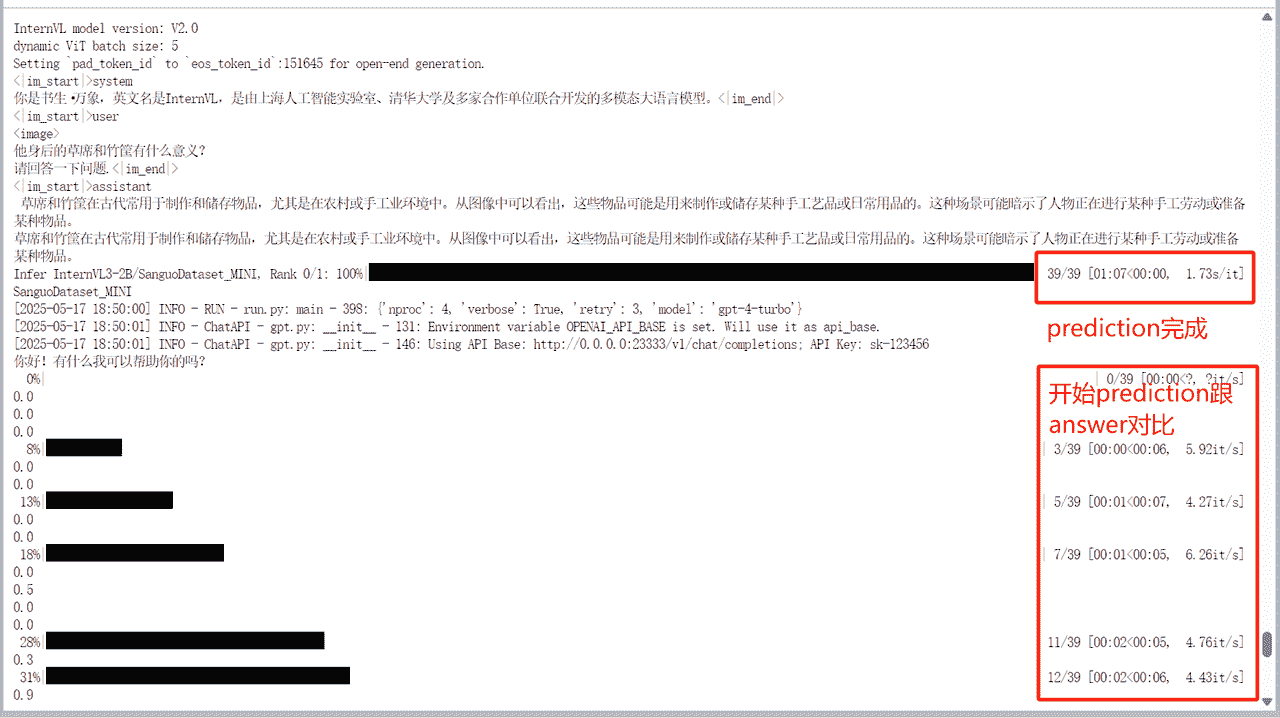 InternVL model version: V2.0
dynamic ViT batch size: 5
Setting `pad_token_id` to `eos_token_id`:151645 for open-end generation.
<|im_start|>system
你是书生·万象，英文名是InternVL，是由上海人工智能实验室、清华大学及多家合作单位联合开发的多模态大语言模型。<|im_end|>
<|im_start|>user
<image>
他身后的草席和竹筐有什么意义？
请回答一下问题.<|im_end|>
<|im_start|>assistant
草席和竹筐在古代常用于制作和储存物品，尤其是在农村或手工业环境中。从图像中可以看出，这些物品可能是用来制作或储存某种手工艺品或日常用品的。这种场景可能暗示了人物正在进行某种手工劳动或准备
某种物品。
草席和竹筐在古代常用于制作和储存物品，尤其是在农村或手工业环境中。从图像中可以看出，这些物品可能是用来制作或储存某种手工艺品或日常用品的。这种场景可能暗示了人物正在进行某种手工劳动或准备
某种物品。
Infer InternVL3-2B/SanguoDataset_MINI, Rank 0/1: 100%| 39/39 [01:07<00:00, 1.73s/it]
SanguoDataset_MINI
[2025-05-17 18:50:00] INFO - RUN - run.py: main - 398: {'nproc': 4, 'verbose': True, 'retry': 3, 'model': 'gpt-4-turbo'}
[2025-05-17 18:50:01] INFO - ChatAPI - gpt.py: __init__ - 131: Environment variable OPENAI_API_BASE is set. Will use it as api_base.
prediction完成
[2025-05-17 18:50:01] INFO - ChatAPI - gpt.py: __init__ - 146: Using API Base: http://0.0.0.0:23333/v1/chat/completions; API Key: sk-123456
你好！有什么我可以帮助你的吗？
0%| | 0/39 [00:00<?, ?it/s]
开始prediction跟
answer对比
0.0
0.0
0.0
8%| | 3/39 [00:00<00:06, 5.92it/s]
0.0
0.0
13%| | 5/39 [00:01<00:07, 4.27it/s]
0.0
0.0
18%| | 7/39 [00:01<00:05, 6.26it/s]
0.0
0.5
0.0
0.0
28%| 11/39 [00:02<00:05, 4.76it/s]
0.3
31%| 12/39 [00:02<00:06, 4.43it/s]
0.9